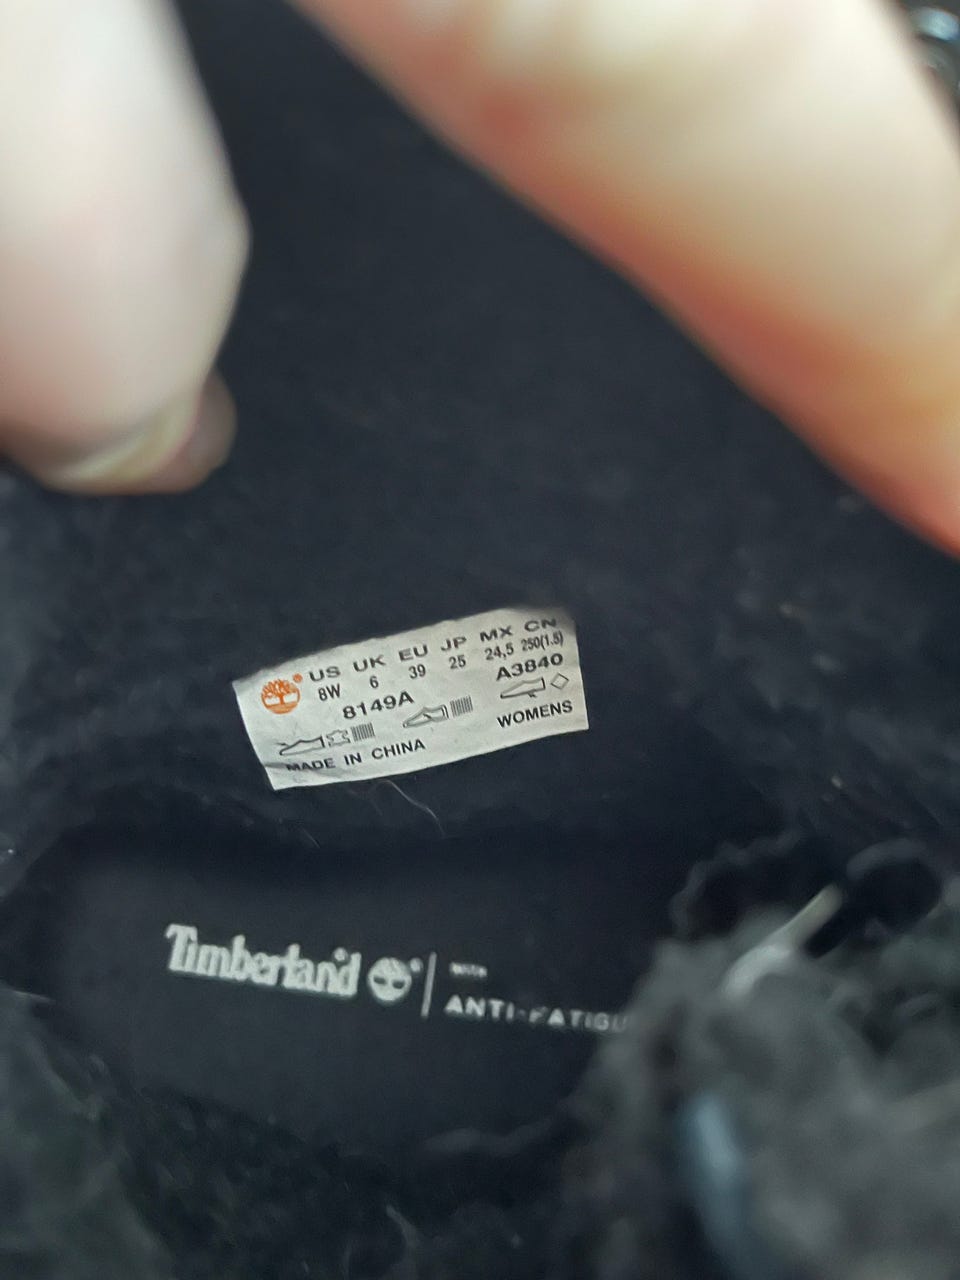 US UK EU JP MX CN
8W 6 39 25 24,5 250(1.5)
8149A A3840
WOMENS
MADE IN CHINA
Timberland
WITH
ANTI-FATIGU